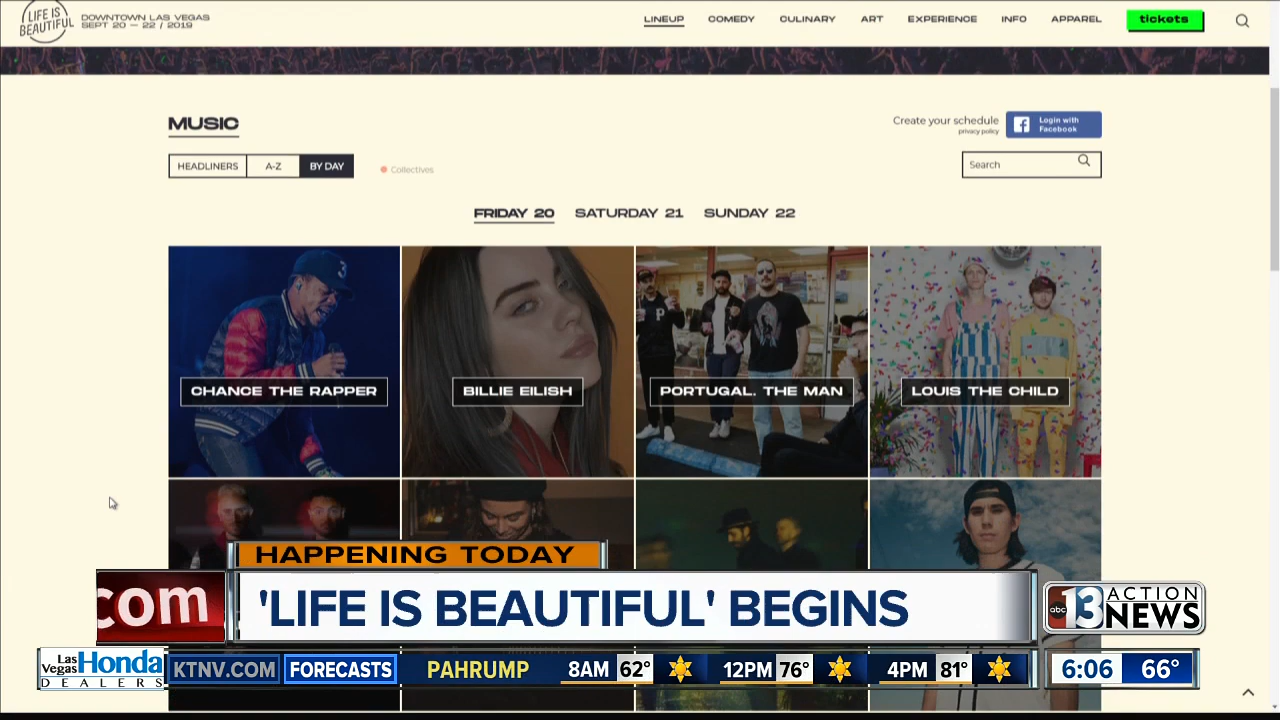 LIFE IS
BEAUTIFUL
DOWNTOWN LAS VEGAS
SEPT 20 — 22 / 2019
LINEUP COMEDY CULINARY ART EXPERIENCE INFO APPAREL tickets
MUSIC
Create your schedule
privacy policy
Login with
Facebook
HEADLINERS A-Z BY DAY
Collectives
Search
FRIDAY 20 SATURDAY 21 SUNDAY 22
3
P
CHANCE THE RAPPER
BILLIE EILISH
PORTUGAL. THE MAN
LOUIS THE CHILD
HAPPENING TODAY
com
'LIFE IS BEAUTIFUL' BEGINS
abc 13 ACTION
NEWS
Las
Vegas Honda
DEALERS
KTNV.COM FORECASTS PAHRUMP 8AM 62° 12PM 76° 4PM 81°
6:06 66°